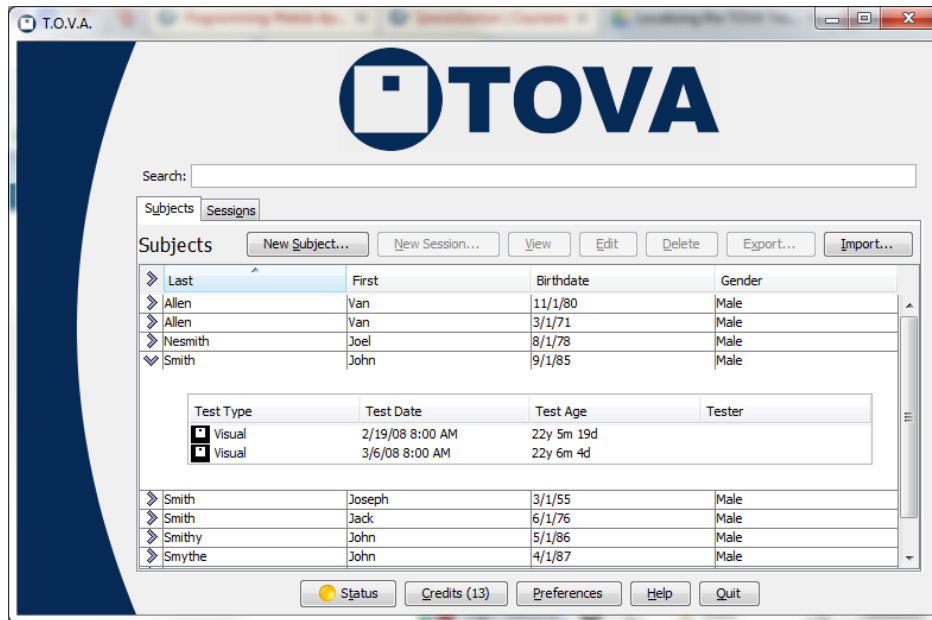 T.O.V.A.
TOVA
Search:
Subjects Sessions
Subjects New Subject... New Session... View Edit Delete Export... Import...
Last First Birthdate Gender
Allen Van 11/1/80 Male
Allen Van 3/1/71 Male
Nesmith Joel 8/1/78 Male
Smith John 9/1/85 Male
Test Type Test Date Test Age Tester
Visual 2/19/08 8:00 AM 22y 5m 19d
Visual 3/6/08 8:00 AM 22y 6m 4d
Smith Joseph 3/1/55 Male
Smith Jack 6/1/76 Male
Smithy John 5/1/86 Male
Smythe John 4/1/87 Male
Status Credits (13) Preferences Help Quit